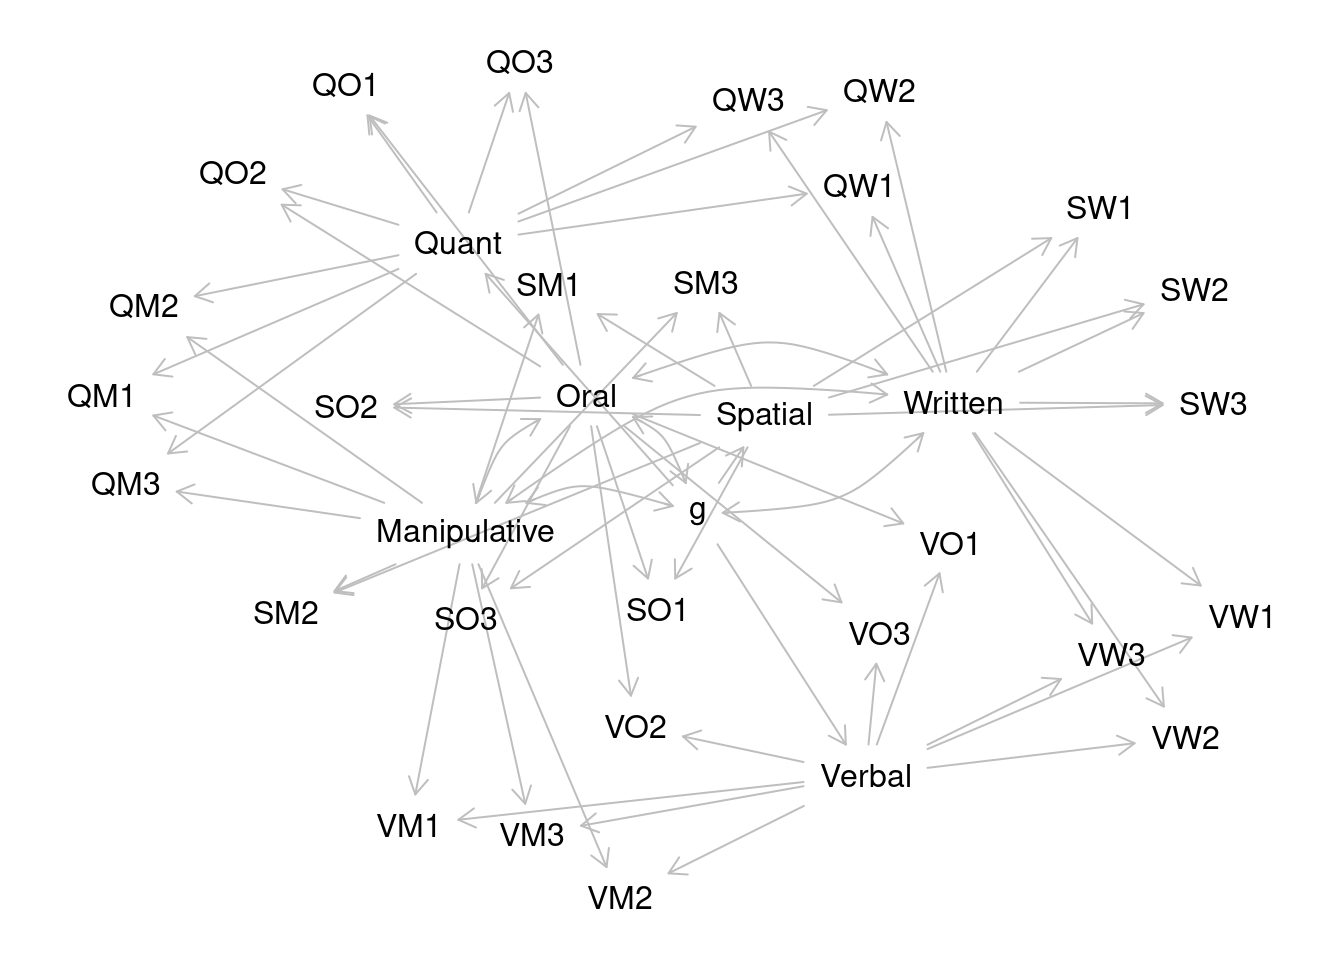 QO3
QO1
QW2
QW3
QO2
QW1
SW1
Quant
SM3
SM1
SW2
QM2
QM1
Oral
Written
SW3
SO2
Spatial
QM3
g
Manipulative
VO1
SO1
SM2
VW1
SO3
VO3
VW3
VO2
VW2
Verbal
VM1
VM3
VM2